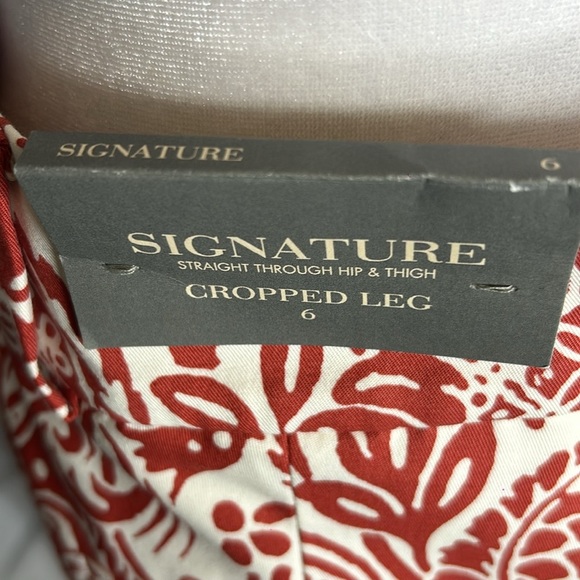 SIGNATURE 6
SIGNATURE
STRAIGHT THROUGH HIP & THIGH
CROPPED LEG
6